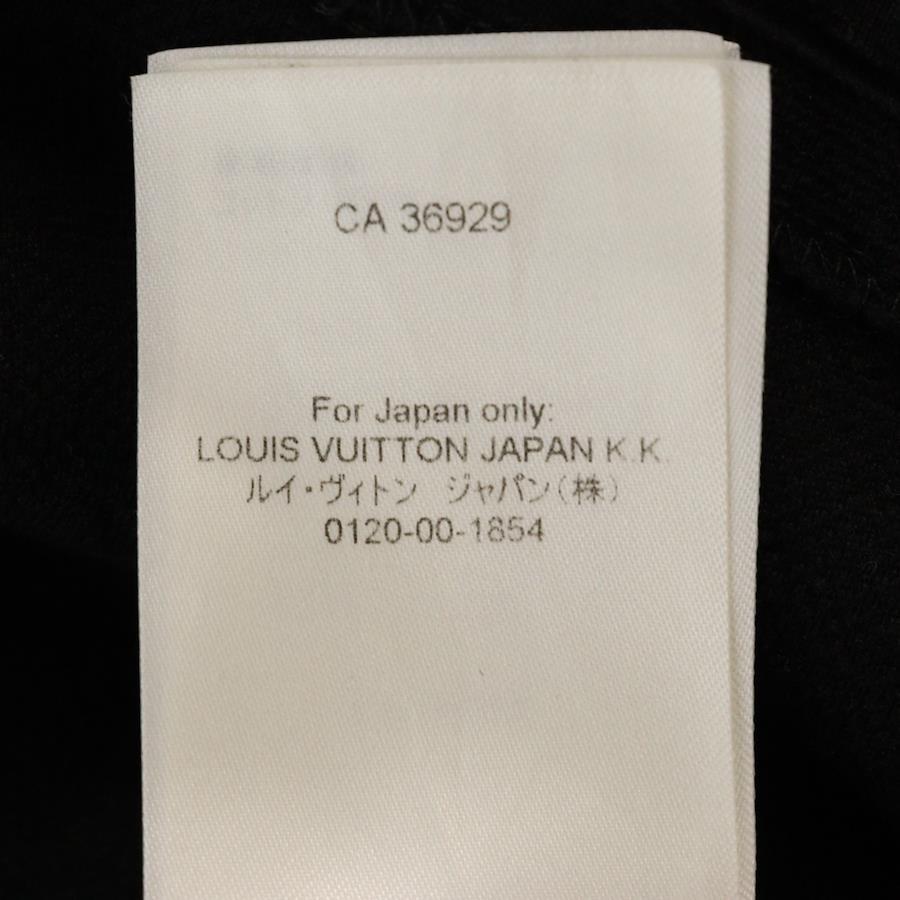 CA 36929
For Japan only:
LOUIS VUITTON JAPAN K.K.
ルイ・ヴィトン　ジャパン(株)
0120-00-1854